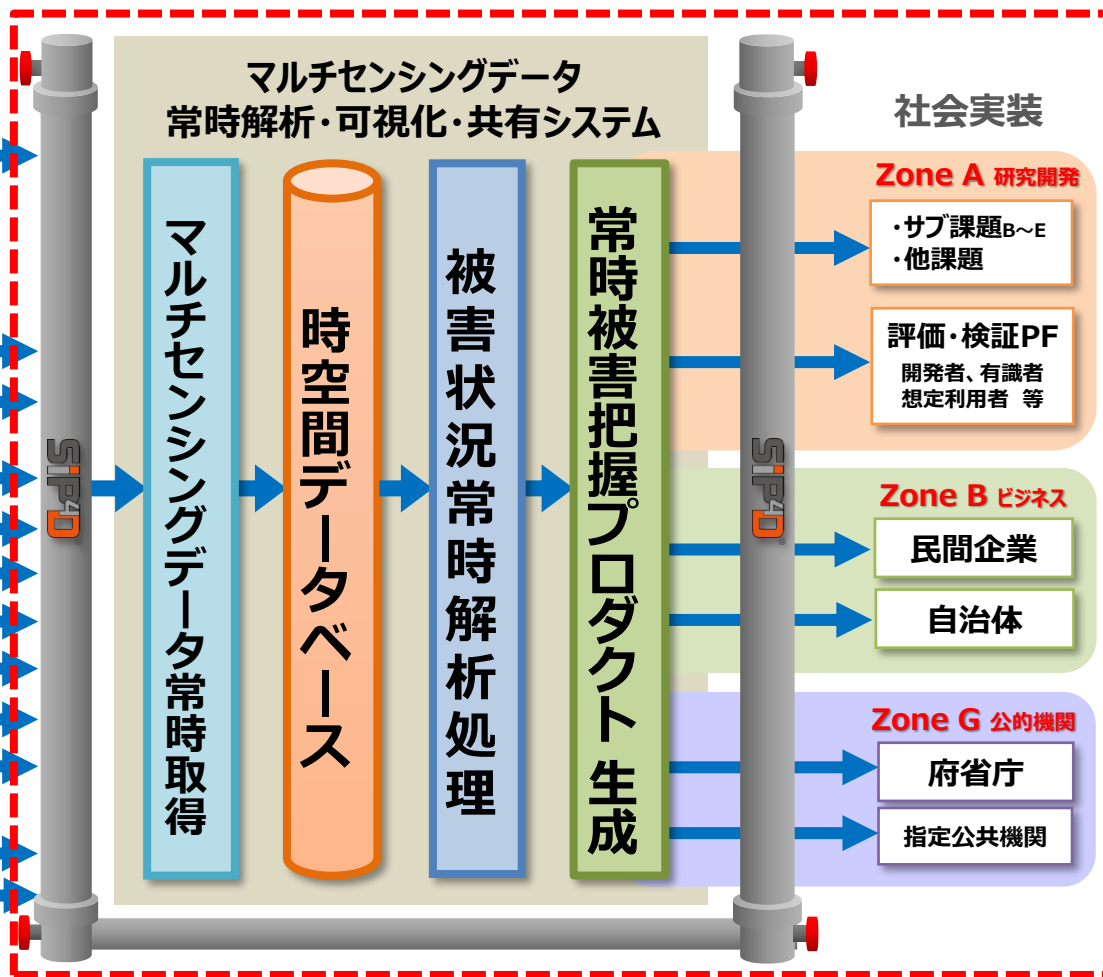 マルチセンシングデータ
常時解析・可視化・共有システム
社会実装
マルチセンシングデータ常時取得
時空間データベース
被害状況常時解析処理
常時被害把握プロダクト 生成
SIP4D
SIP4D
Zone A 研究開発
・サブ課題B～E
・他課題
評価・検証PF
開発者、有識者
想定利用者 等
Zone B ビジネス
民間企業
自治体
Zone G 公的機関
府省庁
指定公共機関